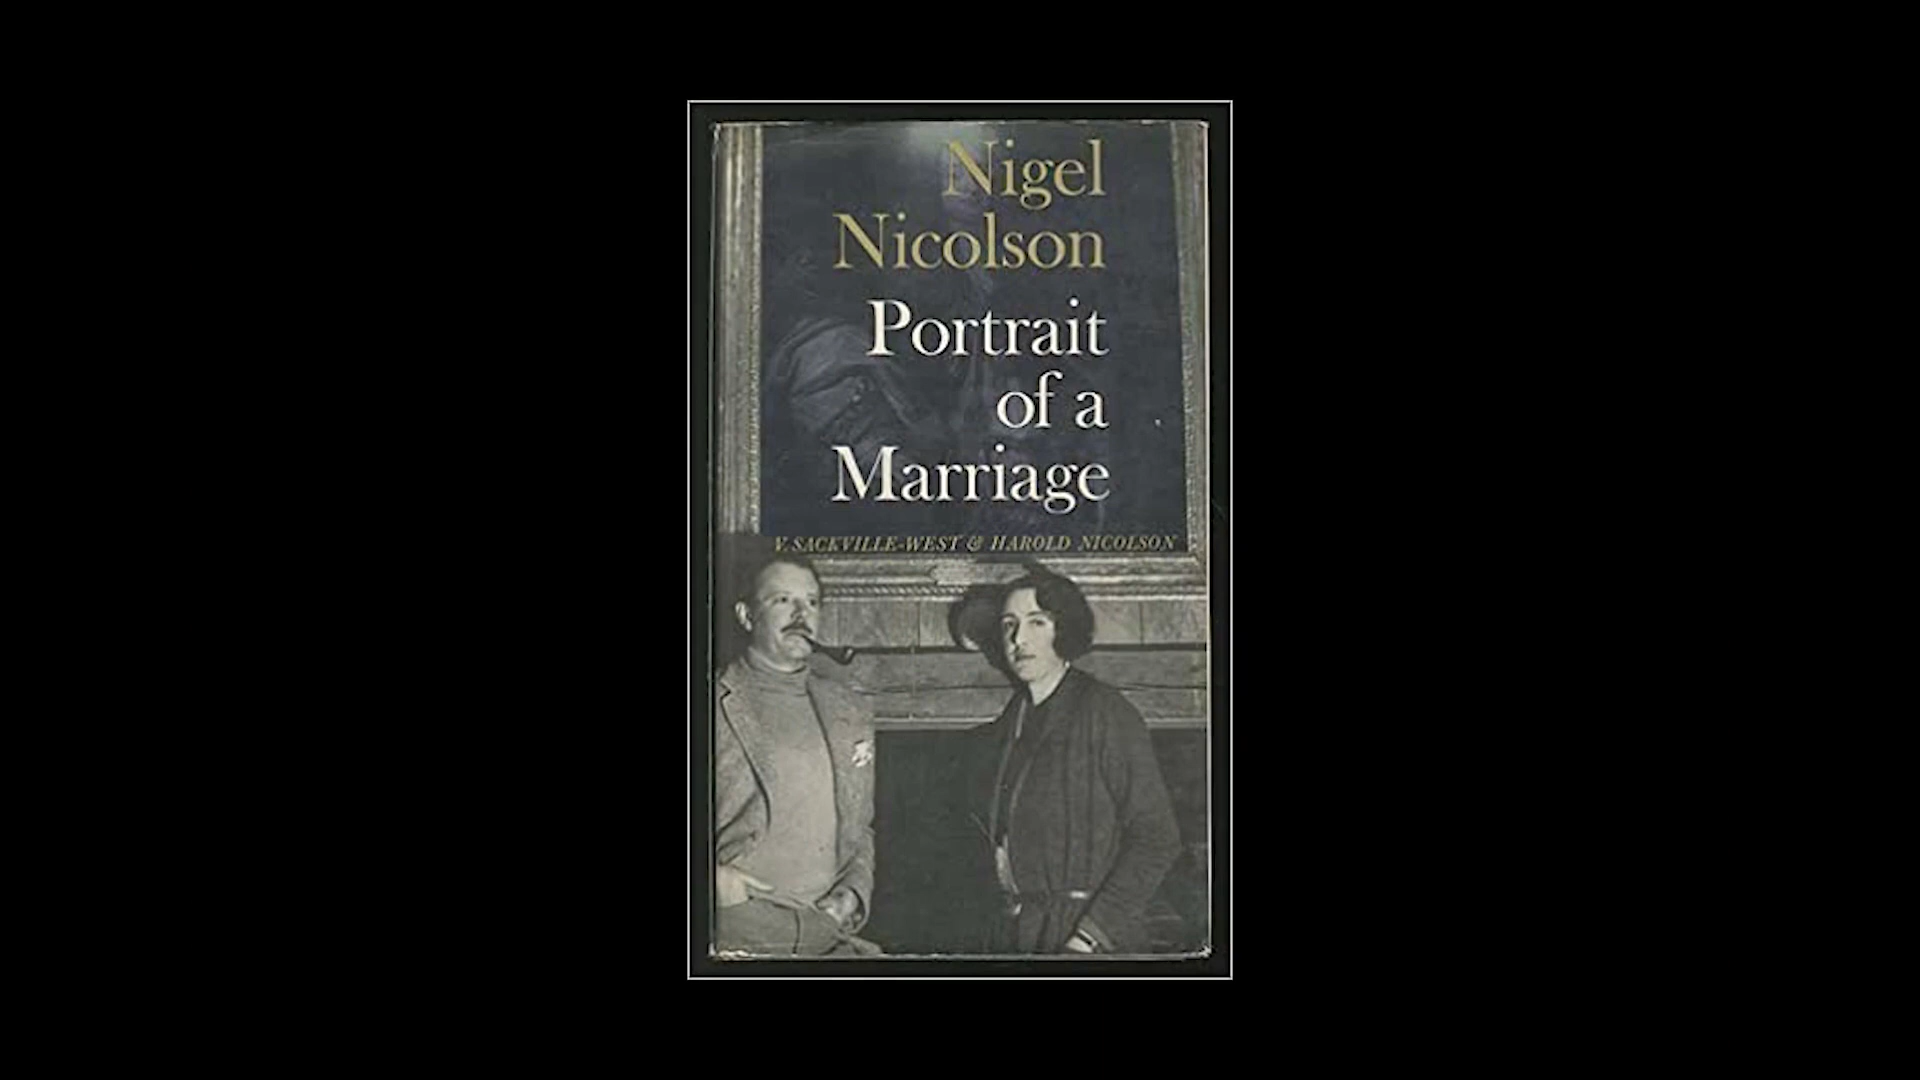 Nigel
Nicolson
Portrait
of a
Marriage
V. SACKVILLE-WEST & HAROLD NICOLSON